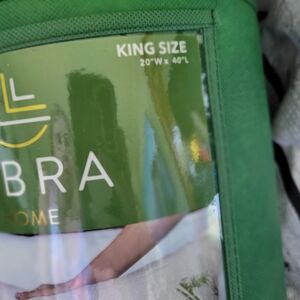 KING SIZE
20"W x 40"L
BRA
OME